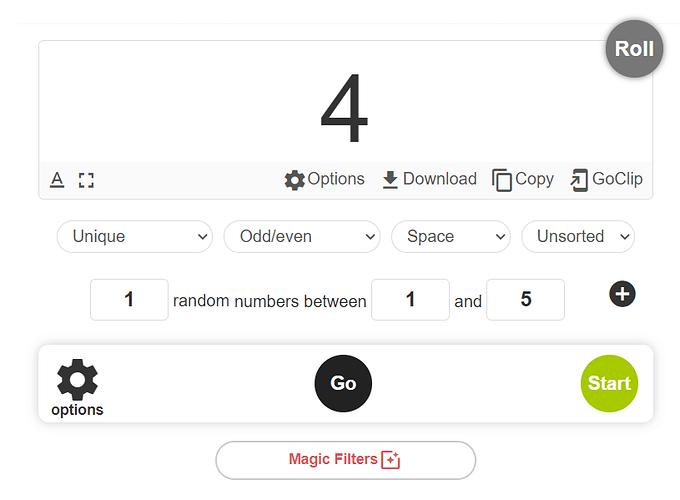 Roll
4
A
Options Download Copy GoClip
Unique Odd/even Space Unsorted
1 random numbers between 1 and 5
Go Start
options
Magic Filters